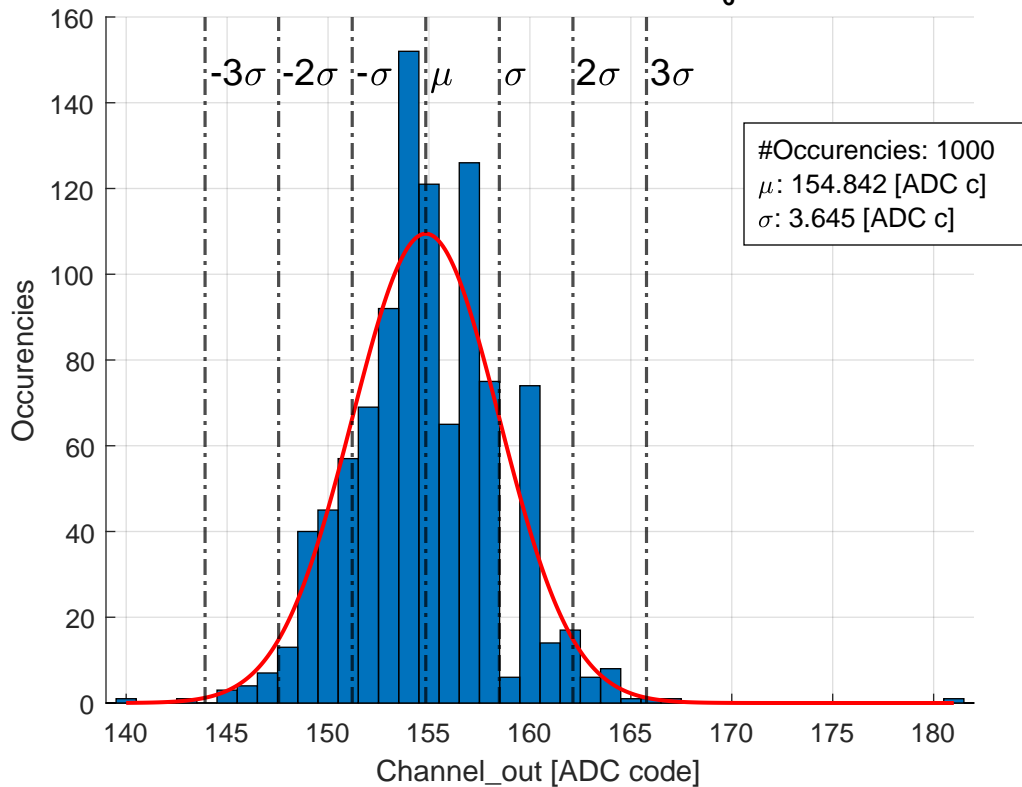 160
140
120
100
80
60
40
20
0
Occurencies
-3σ -2σ -σ μ σ 2σ 3σ
#Occurencies: 1000
μ: 154.842 [ADC c]
σ: 3.645 [ADC c]
140 145 150 155 160 165 170 175 180
Channel_out [ADC code]